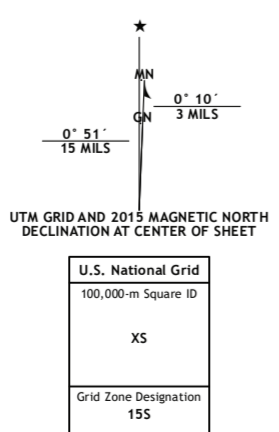 ★
MN
0° 10´
3 MILS
GN
0° 51´
15 MILS
UTM GRID AND 2015 MAGNETIC NORTH
DECLINATION AT CENTER OF SHEET
U.S. National Grid
100,000-m Square ID
XS
Grid Zone Designation
15S